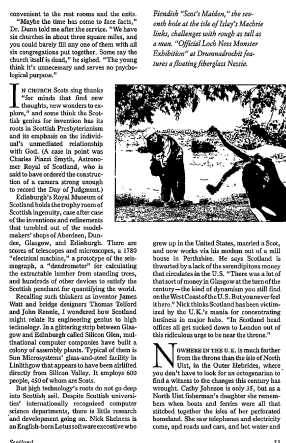 convenient to the rest rooms and the exits.
"Maybe the time has come to face facts,"
Dr. Dann told me after the service. "We have
six churches in about three square miles, and
you could barely fill any one of them with all
six congregations put together. Some say the
church itself is dead," he sighed. "The young
think it's unnecessary and serves no psycho-
logical purpose."
IN CHURCH Scots sing thanks
"for minds that find new
thoughts, new wonders to ex-
plore," and some think the Scot-
tish genius for invention has its
roots in Scottish Presbyterianism
and its emphasis on the individ-
ual's unmediated relationship
with God. (A case in point was
Charles Piazzi Smyth, Astrono-
mer Royal of Scotland, who is
said to have ordered the construc-
tion of a camera strong enough
to record the Day of Judgment.)
Edinburgh's Royal Museum of
Scotland holds the trophy room of
Scottish ingenuity, case after case
of the inventions and refinements
that tumbled out of the model-
makers' shops of Aberdeen, Dun-
dee, Glasgow, and Edinburgh. There are
scores of telescopes and microscopes, a 1780
"electrical machine," a prototype of the seis-
mograph, a "dendrometer" for calculating
the extractable lumber from standing trees,
and hundreds of other devices to satisfy the
Scottish penchant for quantifying the world.
Recalling such thinkers as inventor James
Watt and bridge designers Thomas Telford
and John Rennie, I wondered how Scotland
might relate its engineering genius to high
technology. In a glittering strip between Glas-
gow and Edinburgh called Silicon Glen, mul-
tinational computer companies have built a
colony of assembly plants. Typical of them is
Sun Microsystems' glass-and-steel facility in
Linlithgow that appears to have been airlifted
directly from Silicon Valley. It employs 600
people, 450 of whom are Scots.
But high technology's roots do not go deep
into Scottish soil. Despite Scottish universi-
ties' internationally recognized computer
science departments, there is little research
and development going on. Nick Shelness is
an English-born Lotus software executive who
Fiendish "Scot's Maiden," the sev-
enth hole at the isle of Islay's Machrie
links, challenges with rough as tall as
a man. "Official Loch Ness Monster
Exhibition" at Drumnadrochit fea-
tures a floating fiberglass Nessie.
grew up in the United States, married a Scot,
and now works via his modem out of a mill
house in Perthshire. He says Scotland is
thwarted by a lack of the serendipitous money
that circulates in the U.S. "There was a lot of
that sort of money in Glasgow at the turn of the
century—the kind of dynamism you still find
on the West Coast of the U.S. But you never feel
it there." Nick thinks Scotland has been victim-
ized by the U.K.'s mania for concentrating
business in major hubs. "In Scotland head
offices all get sucked down to London out of
this ridiculous urge to be near the throne."
NOWHERE IN THE U.K. is much farther
from the throne than the isle of North
Uist, in the Outer Hebrides, where
you don't have to look for an octogenarian to
find a witness to the changes this century has
wrought. Cathy Johnson is only 35, but as a
North Uist fisherman's daughter she remem-
bers when boats and ferries were all that
stitched together the isles of her perforated
homeland. She saw telephones and electricity
come, and roads and cars, and hot water and
Scotland
23